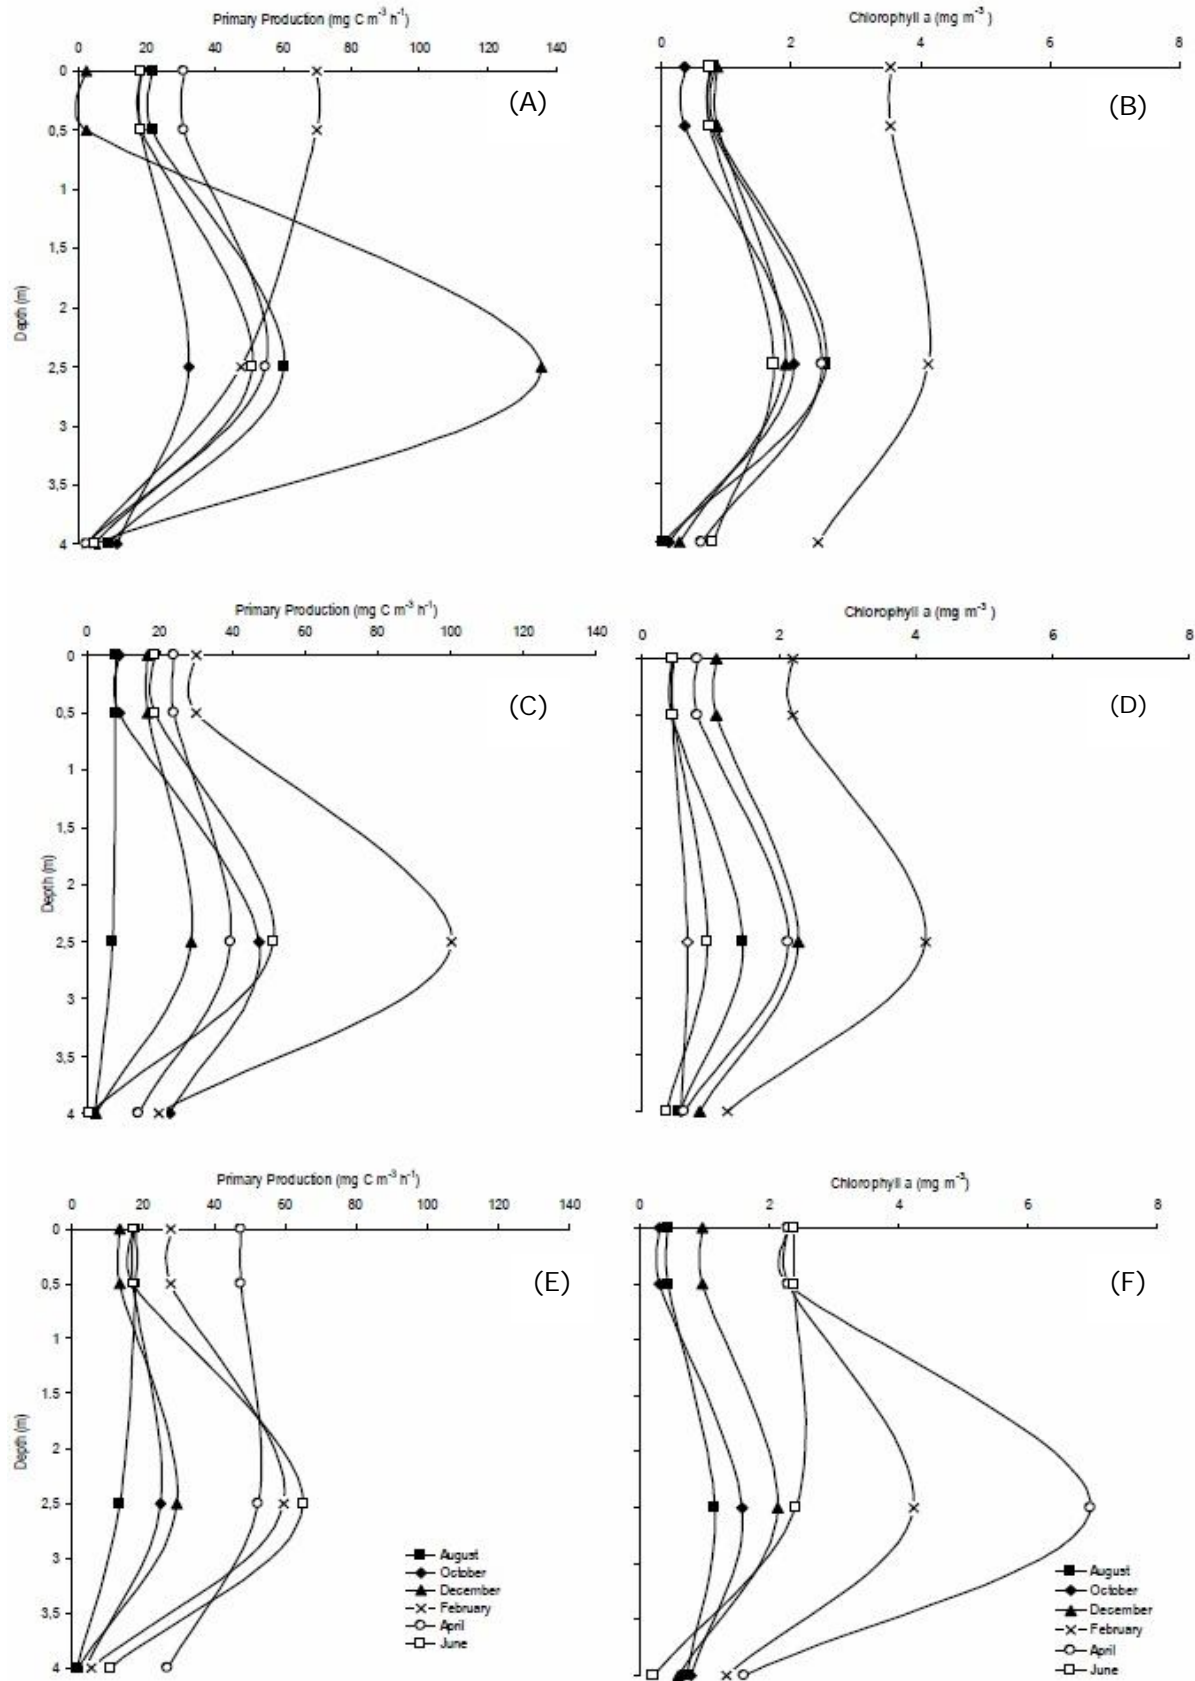 Primary Production (mg C m⁻³ h⁻¹)
0 20 40 60 80 100 120 140
0
0,5
1
1,5
2
2,5
3
3,5
4
Depth (m)
(A)
Chlorophyll a (mg m⁻³ )
0 2 4 6 8
(B)
Primary Production (mg C m⁻³ h⁻¹)
0 20 40 60 80 100 120 140
0
0,5
1
1,5
2
2,5
3
3,5
4
Depth (m)
(C)
Chlorophyll a (mg m⁻³ )
0 2 4 6 8
(D)
Primary Production (mg C m⁻³ h⁻¹)
0 20 40 60 80 100 120 140
0
0,5
1
1.5
2
2,5
3
3,5
4
Depth (m)
(E)
August
October
December
February
April
June
Chlorophyll a (mg m⁻³)
0 2 4 6 8
(F)
August
October
December
February
April
June